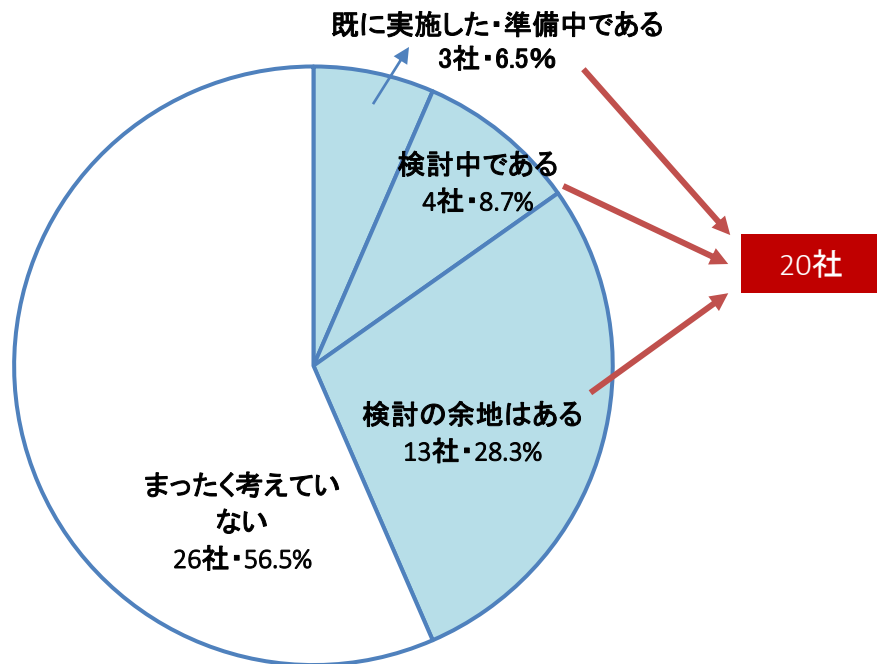 既に実施した・準備中である
3社・6.5%
検討中である
4社・8.7%
20社
検討の余地はある
13社・28.3%
まったく考えてい
ない
26社・56.5%